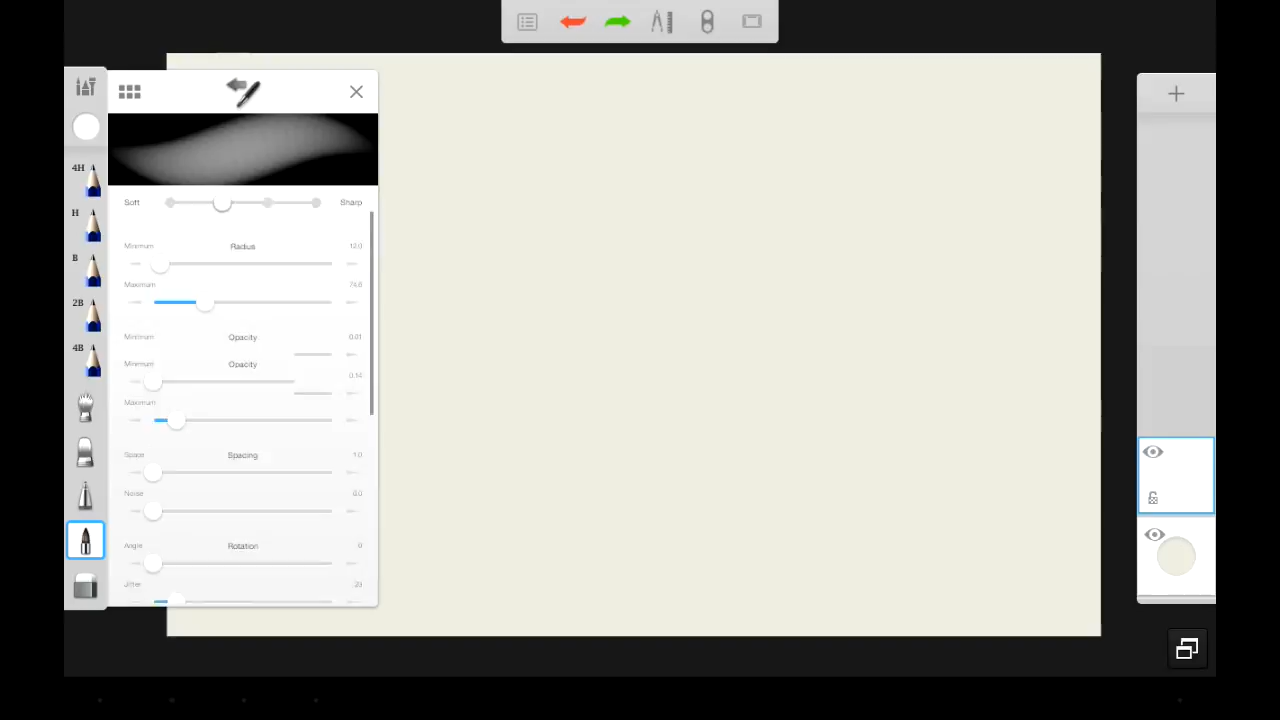 4H
H
B
2B
4B
Soft Sharp
Minimum Radius 12.0
Maximum 74.6
Minimum Opacity 0.01
Minimum Opacity
0.14
Maximum
Space Spacing 1.0
Noise 0.0
Angle Rotation 0
Jitter 23